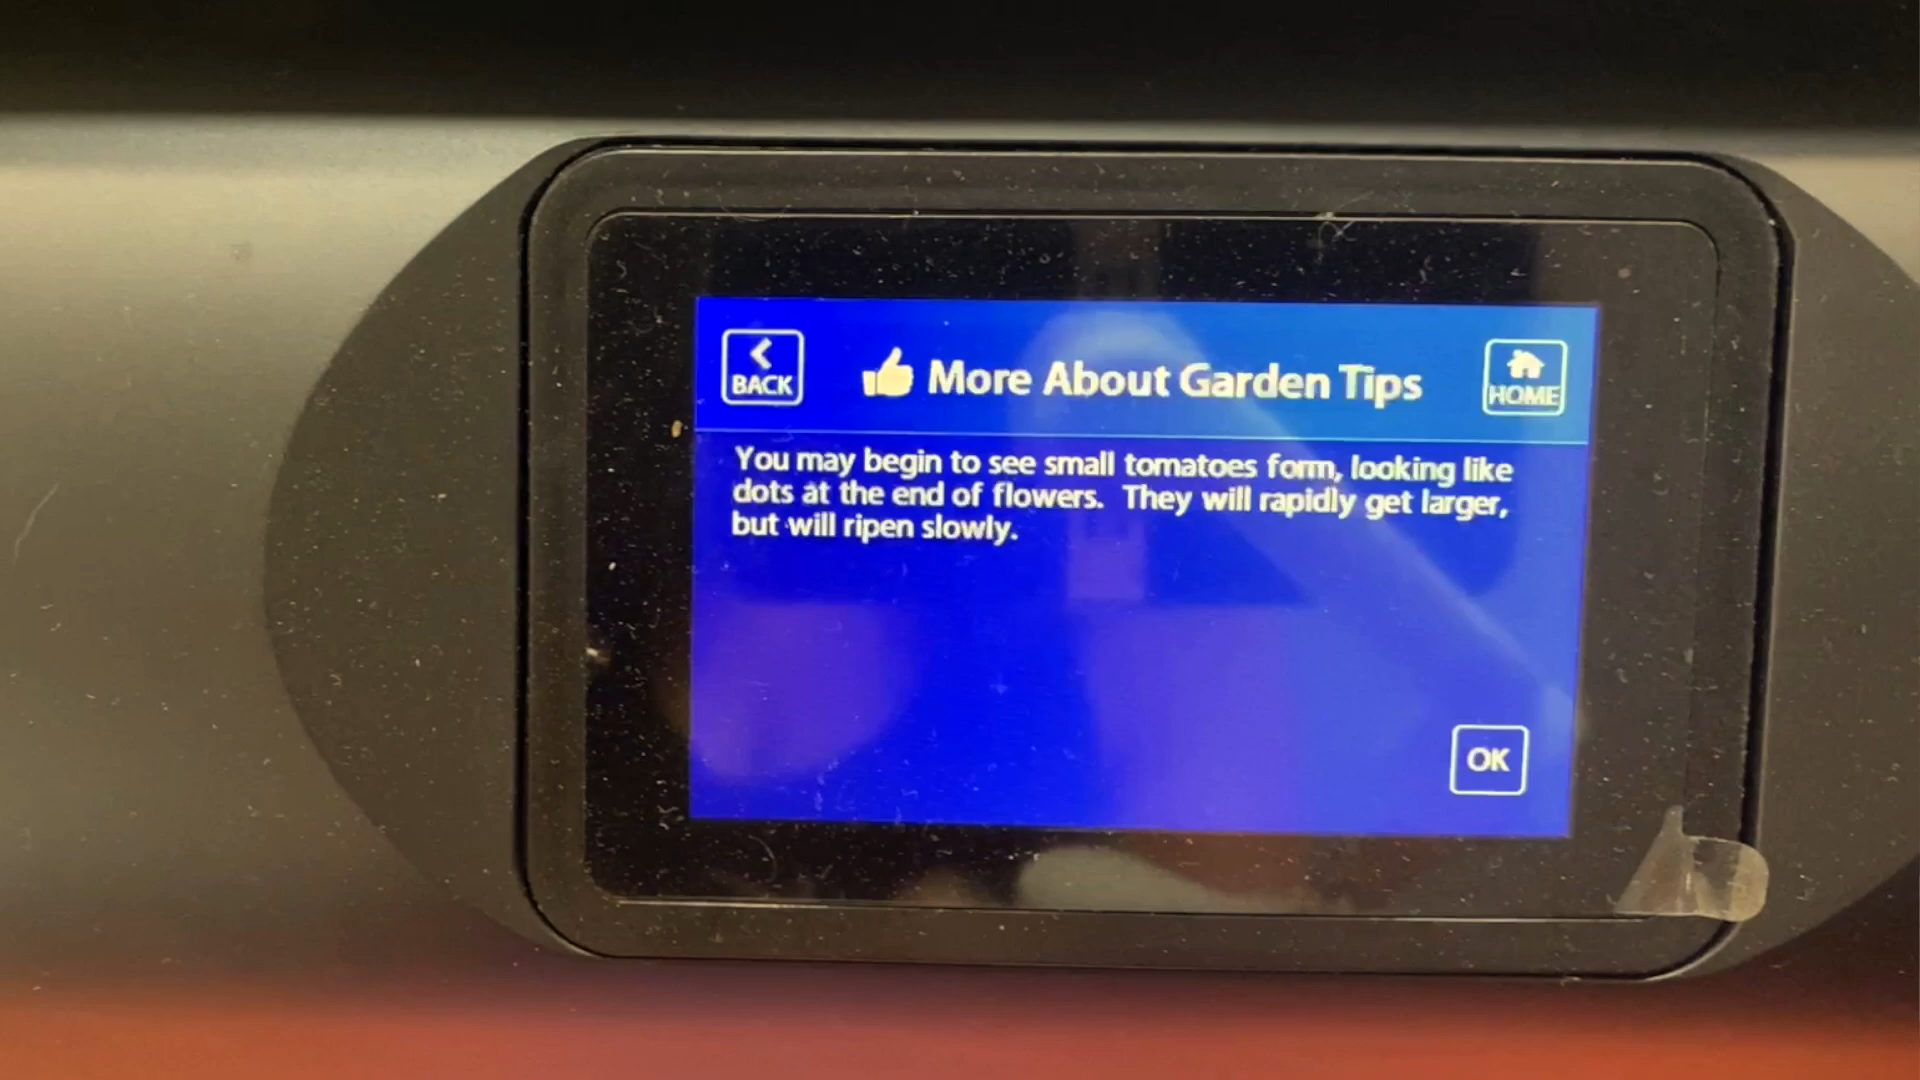 BACK
More About Garden Tips
HOME
You may begin to see small tomatoes form, looking like
dots at the end of flowers. They will rapidly get larger,
but will ripen slowly.
OK